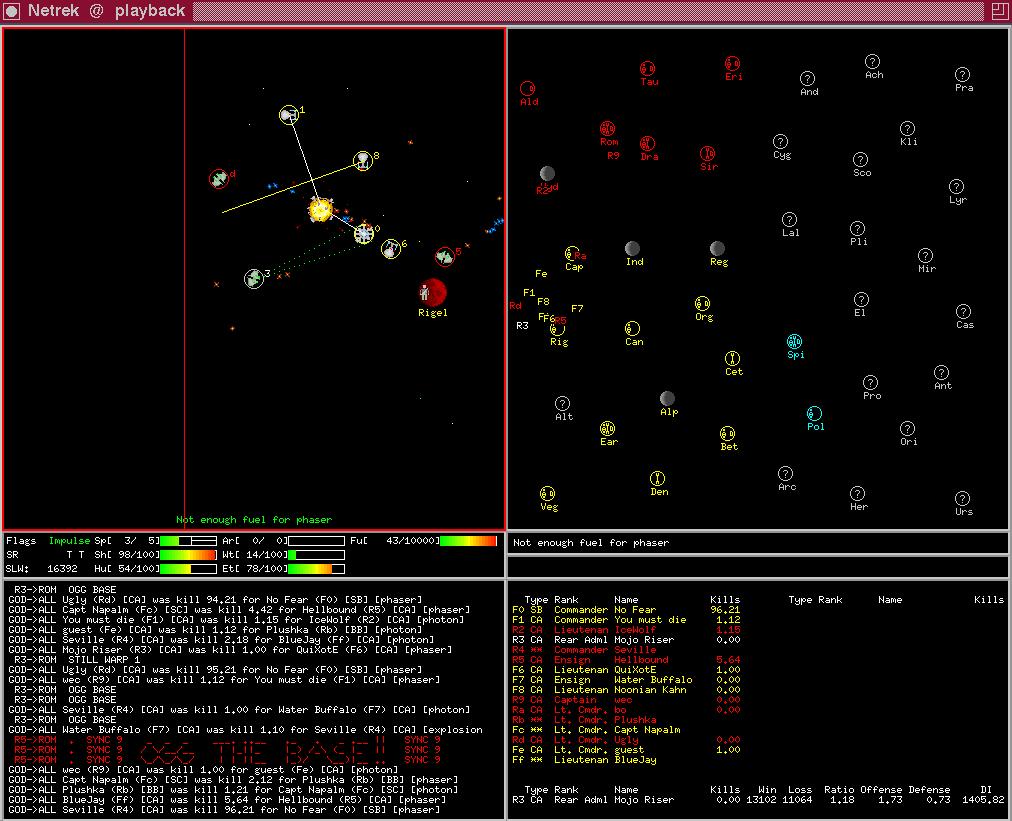 Netrek @ playback
1
8
d
0
6
5
3
Rigel
Not enough fuel for phaser
Tau
Eri
Ach
And
Pra
Ald
Rom
R9
Dra
Sir
Cyg
Kli
Sco
R2
Lyr
Lal
Pli
Cap
Ra
Ind
Reg
Mir
Fe
F1
F8
F7
Rd
F6
R5
R3
Rig
Org
Can
El
Cas
Cet
Spi
Pro
Ant
Alt
Alp
Pol
Ear
Bet
Ori
Den
Arc
Veg
Her
Urs
Flags Impulse Sp[ 3/ 5] Ar[ 0/ 0] Fu[ 43/10000]
SR T T Sh[ 98/100] Wt[ 14/100]
SLW: 16392 Hu[ 54/100] Et[ 78/100]
Not enough fuel for phaser
R3->ROM OGG BASE
GOD->ALL Ugly (Rd) [CA] was kill 94.21 for No Fear (F0) [SB] [phaser]
GOD->ALL Capt Napalm (Fc) [SC] was kill 4.42 for Hellbound (R5) [CA] [phaser]
GOD->ALL You must die (F1) [CA] was kill 1.15 for IceWolf (R2) [CA] [photon]
GOD->ALL guest (Fe) [CA] was kill 1.12 for Plushka (Rb) [BB] [photon]
GOD->ALL Seville (R4) [CA] was kill 2.18 for BlueJay (Ff) [CA] [photon]
GOD->ALL Mojo Riser (R3) [CA] was kill 1.00 for QuiXotE (F6) [CA] [phaser]
R3->ROM STILL WARP 1
GOD->ALL Ugly (Rd) [CA] was kill 95.21 for No Fear (F0) [SB] [phaser]
GOD->ALL wec (R9) [CA] was kill 1.12 for You must die (F1) [CA] [photon]
R3->ROM OGG BASE
R3->ROM OGG BASE
GOD->ALL Seville (R4) [CA] was kill 1.00 for Water Buffalo (F7) [CA] [photon]
R3->ROM OGG BASE
GOD->ALL Water Buffalo (F7) [CA] was kill 1.10 for Seville (R4) [CA] [explosion
R5->ROM . SYNC 9 SYNC 9
R5->ROM : SYNC 9 OGG THE BASE!! SYNC 9
R5->ROM . SYNC 9 SYNC 9
GOD->ALL wec (R9) [CA] was kill 1.00 for guest (Fe) [CA] [photon]
GOD->ALL Capt Napalm (Fc) [SC] was kill 2.12 for Plushka (Rb) [BB] [phaser]
GOD->ALL Plushka (Rb) [BB] was kill 1.21 for Capt Napalm (Fc) [SC] [photon]
GOD->ALL BlueJay (Ff) [CA] was kill 5.64 for Hellbound (R5) [CA] [phaser]
GOD->ALL Seville (R4) [CA] was kill 96.21 for No Fear (F0) [SB] [phaser]
Type Rank Name Kills Type Rank Name Kills
F0 SB Commander No Fear 96.21
F1 CA Commander You must die 1.12
R2 CA Lieutenan IceWolf 1.15
R3 CA Rear Adml Mojo Riser 0.00
R4 ** Commander Seville
R5 CA Ensign Hellbound 5.64
F6 CA Lieutenan QuiXotE 1.00
F7 CA Ensign Water Buffalo 0.00
F8 CA Lieutenan Noonian Kahn 0.00
R9 CA Captain wec 0.00
Ra CA Lt. Cmdr. bo 0.00
Rb ** Lt. Cmdr. Plushka
Fc ** Lt. Cmdr. Capt Napalm
Rd CA Lt. Cmdr. Ugly 0.00
Fe CA Lt. Cmdr. guest 1.00
Ff ** Lieutenan BlueJay
Type Rank Name Kills Win Loss Ratio Offense Defense DI
R3 CA Rear Adml Mojo Riser 0.00 13102 11064 1.18 1.73 0.73 1405.82